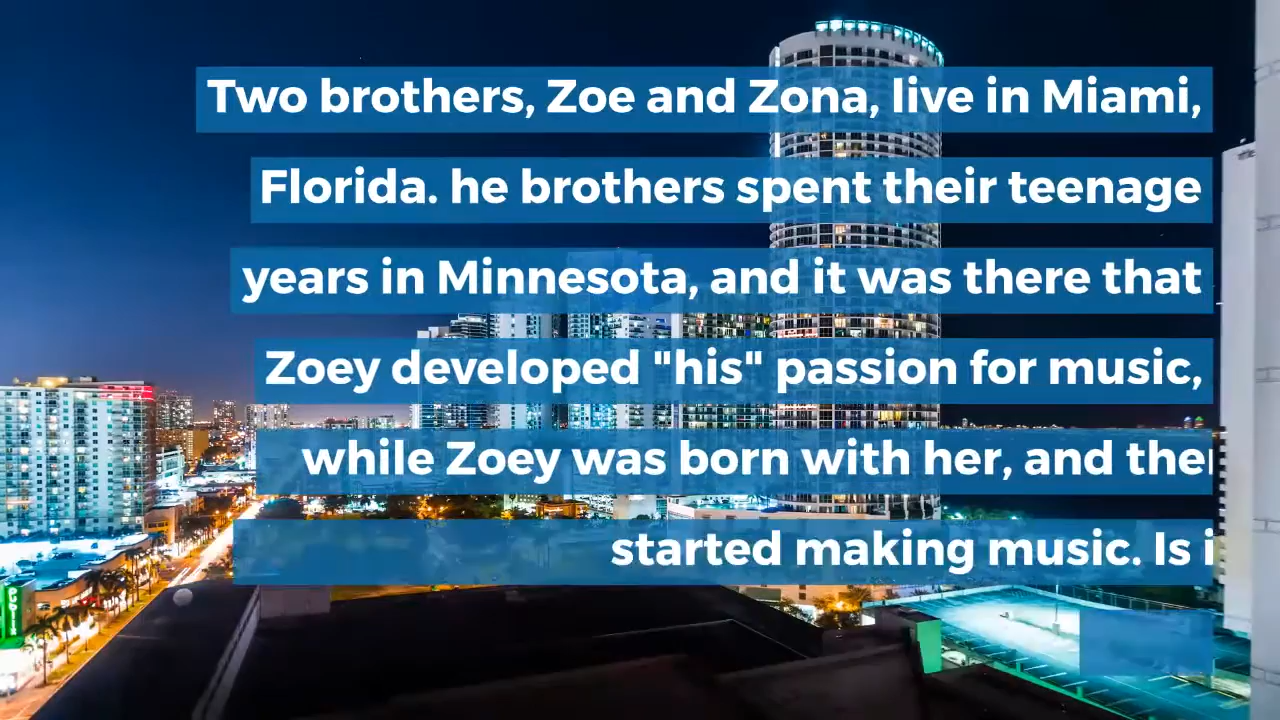 Two brothers, Zoe and Zona, live in Miami,
Florida. he brothers spent their teenage
years in Minnesota, and it was there that
Zoey developed "his" passion for music,
while Zoey was born with her, and
started making music. Is